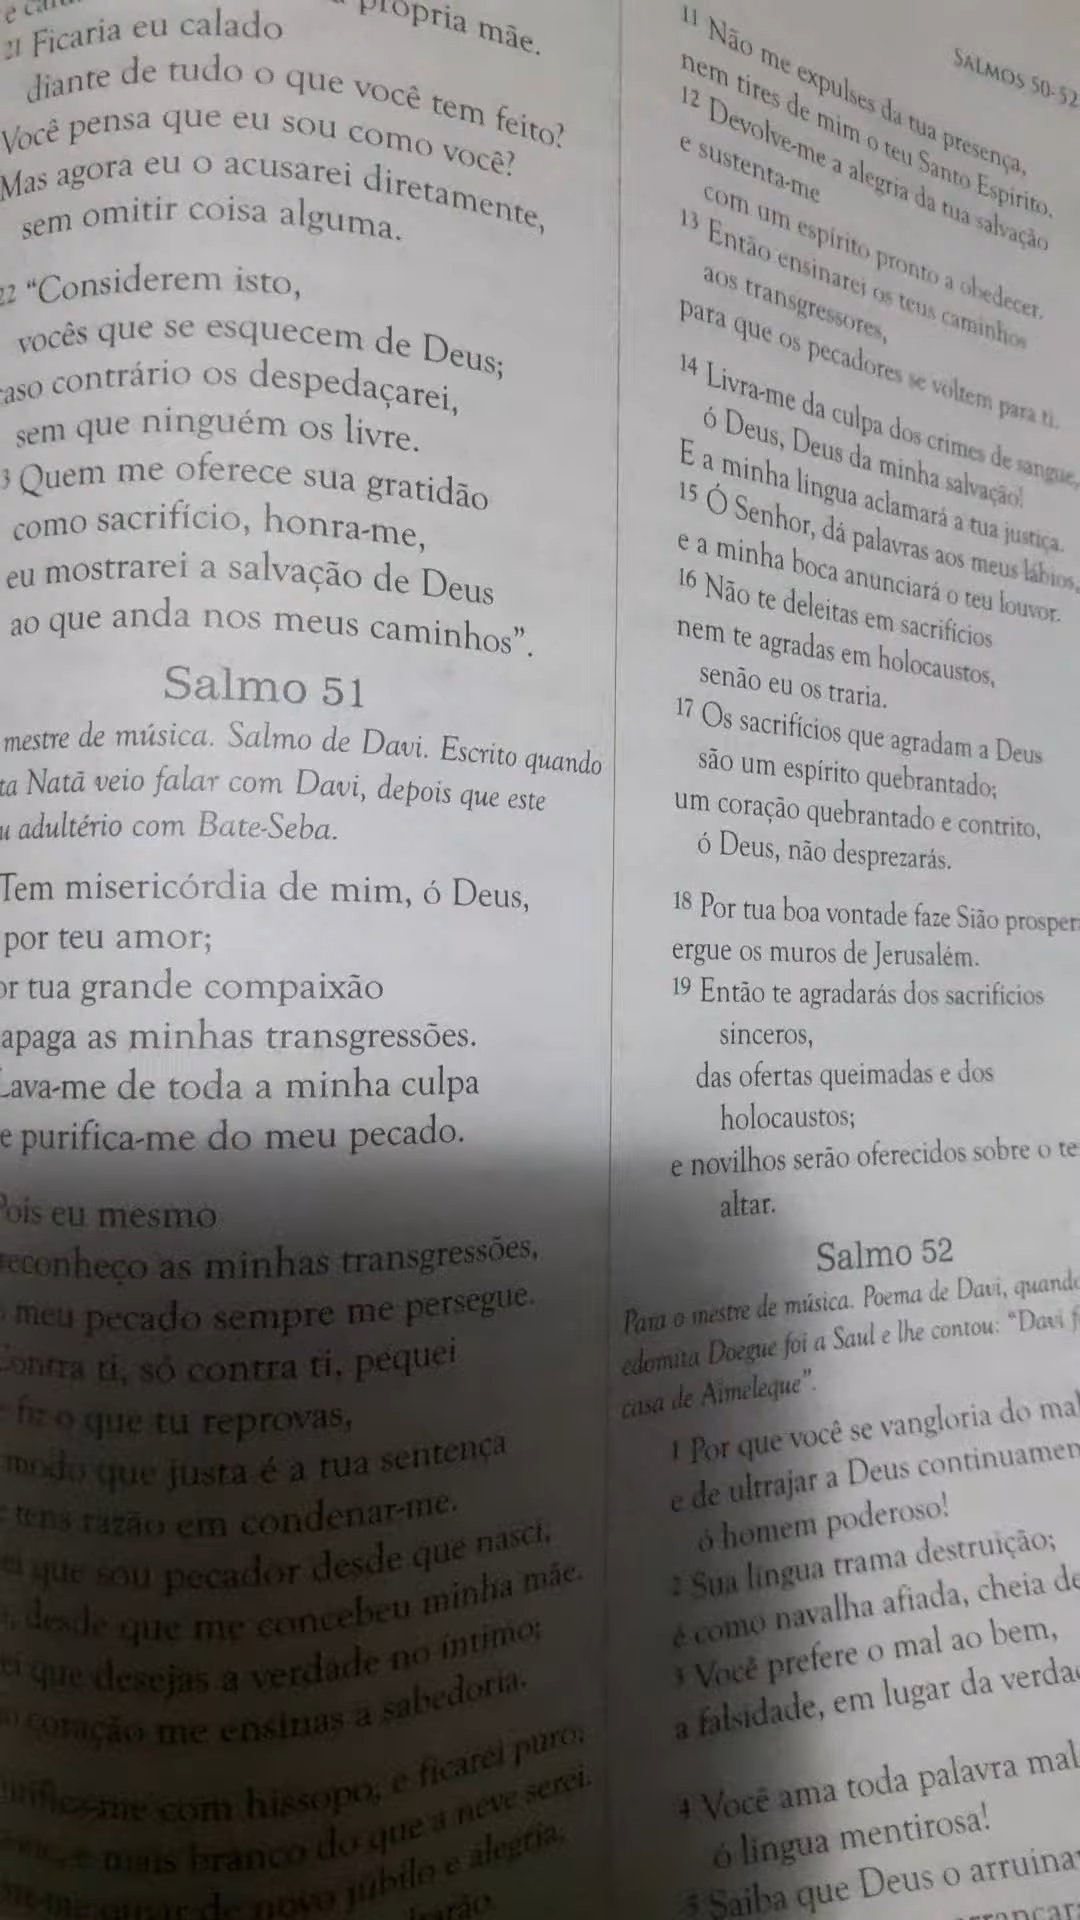 própria mãe.
21 Ficaria eu calado
diante de tudo o que você tem feito?
Você pensa que eu sou como você?
Mas agora eu o acusarei diretamente,
sem omitir coisa alguma.
22 “Considerem isto,
vocês que se esquecem de Deus;
caso contrário os despedaçarei,
sem que ninguém os livre.
3 Quem me oferece sua gratidão
como sacrifício, honra-me,
eu mostrarei a salvação de Deus
ao que anda nos meus caminhos”.
Salmo 51
mestre de música. Salmo de Davi. Escrito quando
ta Natã veio falar com Davi, depois que este
u adultério com Bate-Seba.
Tem misericórdia de mim, ó Deus,
por teu amor;
or tua grande compaixão
apaga as minhas transgressões.
Lava-me de toda a minha culpa
e purifica-me do meu pecado.
Pois eu mesmo
reconheço as minhas transgressões,
meu pecado sempre me persegue.
Contra ti, só contra ti, pequei
fiz o que tu reprovas,
modo que justa é a tua sentença
tens razão em condenar-me.
ei que sou pecador desde que nasci,
desde que me concebeu minha mãe.
ei que desejas a verdade no íntimo;
coração me ensinas a sabedoria.
com hissopo, e ficarei puro;
mais branco do que a neve serei.
de novo júbilo e alegria;
SALMOS 50-52
11 Não me expulses da tua presença,
nem tires de mim o teu Santo Espírito.
12 Devolve-me a alegria da tua salvação
e sustenta-me
com um espírito pronto a obedecer.
13 Então ensinarei os teus caminhos
aos transgressores,
para que os pecadores se voltem para ti.
14 Livra-me da culpa dos crimes de sangue,
ó Deus, Deus da minha salvação!
E a minha língua aclamará a tua justiça.
15 Ó Senhor, dá palavras aos meus lábios,
e a minha boca anunciará o teu louvor.
16 Não te deleitas em sacrifícios
nem te agradas em holocaustos,
senão eu os traria.
17 Os sacrifícios que agradam a Deus
são um espírito quebrantado;
um coração quebrantado e contrito,
ó Deus, não desprezarás.
18 Por tua boa vontade faze Sião prosper
ergue os muros de Jerusalém.
19 Então te agradarás dos sacrifícios
sinceros,
das ofertas queimadas e dos
holocaustos;
e novilhos serão oferecidos sobre o te
altar.
Salmo 52
Para o mestre de música. Poema de Davi, quando
edomita Doegue foi a Saul e lhe contou: “Davi f
casa de Aimeleque”.
1 Por que você se vangloria do mal
e de ultrajar a Deus continuamen
ó homem poderoso!
2 Sua língua trama destruição;
é como navalha afiada, cheia de
3 Você prefere o mal ao bem,
a falsidade, em lugar da verdad
4 Você ama toda palavra mal
ó língua mentirosa!
5 Saiba que Deus o arruina